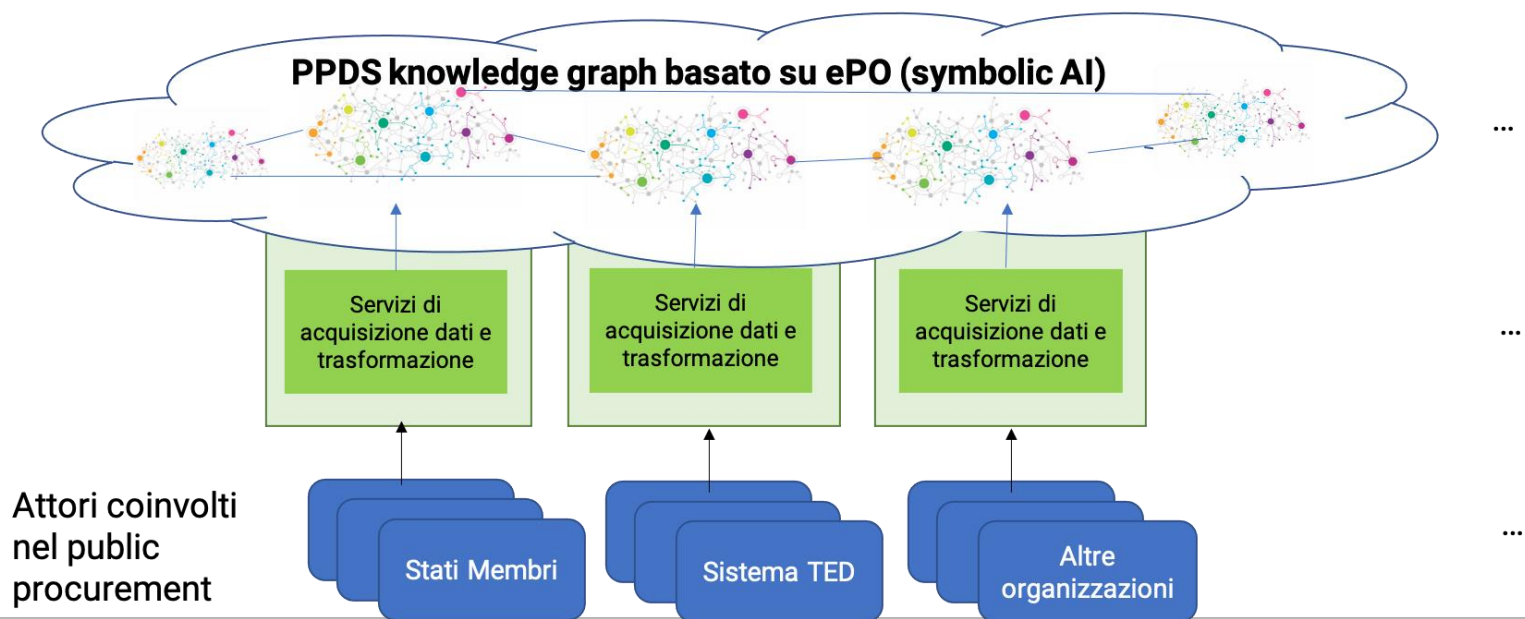 PPDS knowledge graph basato su ePO (symbolic AI)
...
Servizi di
acquisizione dati e
trasformazione
Servizi di
acquisizione dati e
trasformazione
Servizi di
acquisizione dati e
trasformazione
...
Attori coinvolti
nel public
procurement
Stati Membri
Sistema TED
Altre
organizzazioni
...